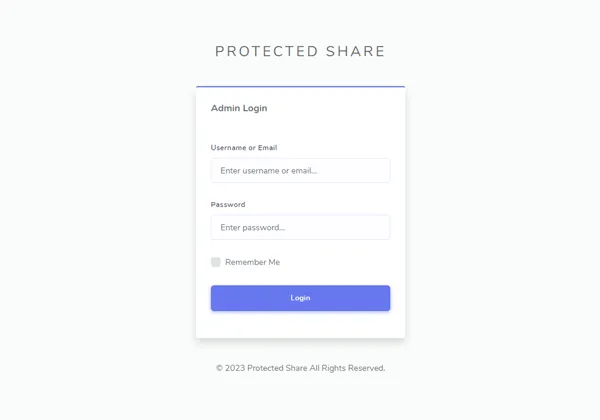 PROTECTED SHARE
Admin Login
Username or Email
Enter username or email...
Password
Enter password...
Remember Me
Login
© 2023 Protected Share All Rights Reserved.